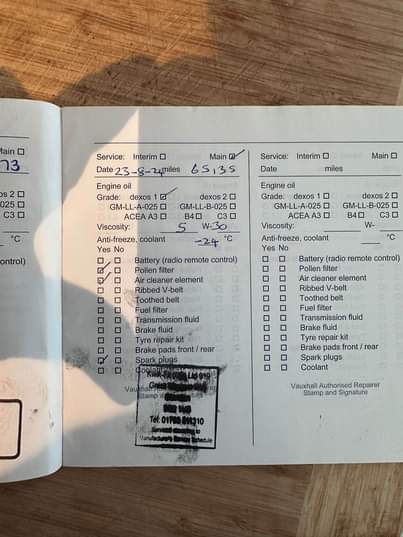 Main
73
os 2
025
C3
°C
ontrol)
Service: Interim Main ✓
Date 23-8-24 miles 65,135
Engine oil
Grade: dexos 1 ✓ dexos 2
GM-LL-A-025 GM-LL-B-025
ACEA A3 B4 C3
Viscosity: 5 W-30
Anti-freeze, coolant -24 °C
Yes No
Battery (radio remote control)
Pollen filter
Air cleaner element
Ribbed V-belt
Toothed belt
Fuel filter
Transmission fluid
Brake fluid
Tyre repair kit
Brake pads front / rear
Spark plugs
Coolant
Stamp
Tel:
Manufacturer's Service Schedule
Service: Interim Main
Date miles
Engine oil
Grade: dexos 1 dexos 2
GM-LL-A-025 GM-LL-B-025
ACEA A3 B4 C3
Viscosity: W-
Anti-freeze, coolant °C
Yes No
Battery (radio remote control)
Pollen filter
Air cleaner element
Ribbed V-belt
Toothed belt
Fuel filter
Transmission fluid
Brake fluid
Tyre repair kit
Brake pads front / rear
Spark plugs
Coolant
Vauxhall Authorised Repairer
Stamp and Signature